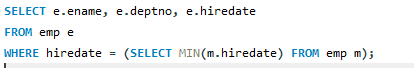 SELECT e.ename, e.deptno, e.hiredate
FROM emp e
WHERE hiredate = (SELECT MIN(m.hiredate) FROM emp m);